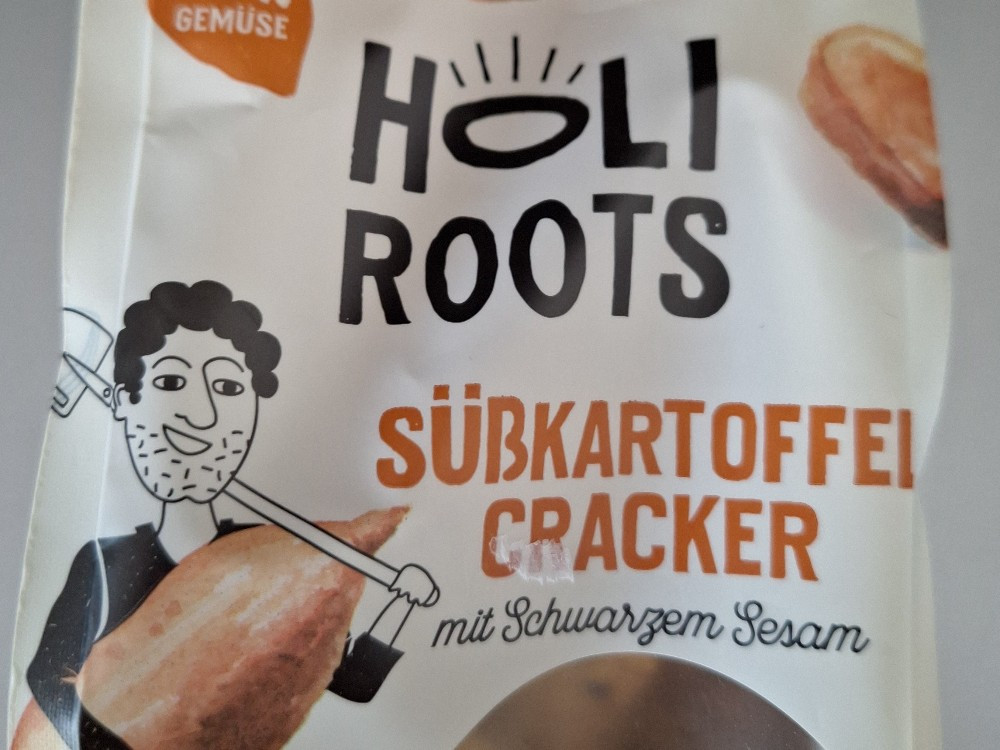 GEMÜSE
HOLI
ROOTS
SÜßKARTOFFEL
CRACKER
mit Schwarzem Sesam